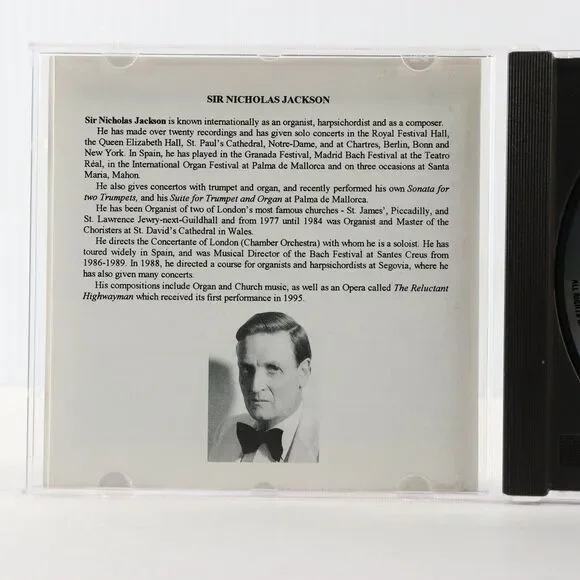 SIR NICHOLAS JACKSON
Sir Nicholas Jackson is known internationally as an organist, harpsichordist and as a composer.
He has made over twenty recordings and has given solo concerts in the Royal Festival Hall,
the Queen Elizabeth Hall, St. Paul's Cathedral, Notre-Dame, and at Chartres, Berlin, Bonn and
New York. In Spain, he has played in the Granada Festival, Madrid Bach Festival at the Teatro
Réal, in the International Organ Festival at Palma de Mallorca and on three occasions at Santa
Maria, Mahon.
He also gives concerts with trumpet and organ, and recently performed his own Sonata for
two Trumpets, and his Suite for Trumpet and Organ at Palma de Mallorca.
He has been Organist of two of London's most famous churches - St. James', Piccadilly, and
St. Lawrence Jewry-next-Guildhall and from 1977 until 1984 was Organist and Master of the
Choristers at St. David's Cathedral in Wales.
He directs the Concertante of London (Chamber Orchestra) with whom he is a soloist. He has
toured widely in Spain, and was Musical Director of the Bach Festival at Santes Creus from
1986-1989. In 1988, he directed a course for organists and harpsichordists at Segovia, where he
has also given many concerts.
His compositions include Organ and Church music, as well as an Opera called The Reluctant
Highwayman which received its first performance in 1995.